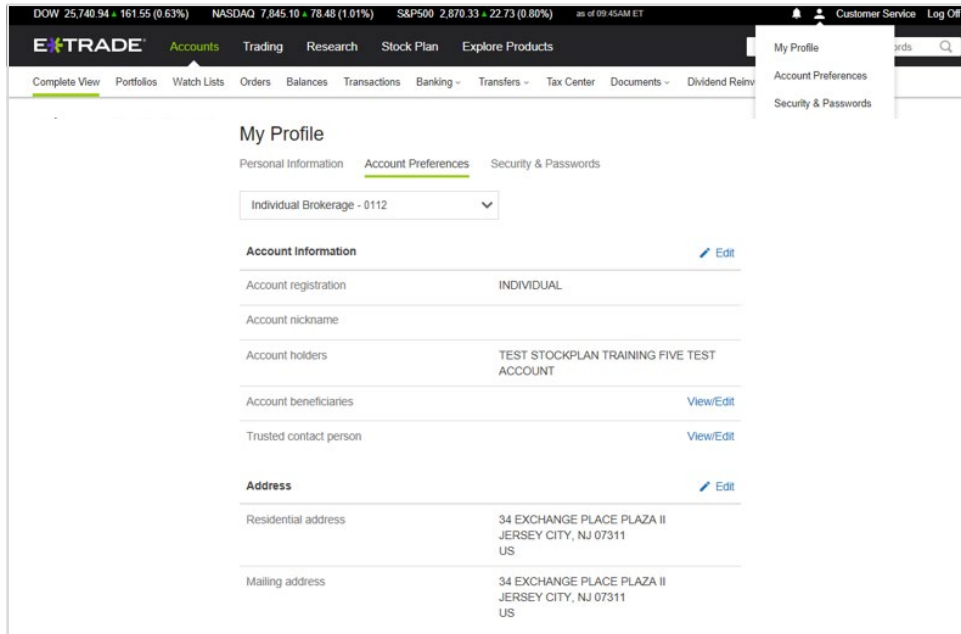 DOW 25,740.94 ▲ 161.55 (0.63%) NASDAQ 7,845.10 ▲ 78.48 (1.01%) S&P500 2,870.33 ▲ 22.73 (0.80%) as of 09:45AM ET Customer Service Log Off
E*TRADE Accounts Trading Research Stock Plan Explore Products
My Profile
Complete View Portfolios Watch Lists Orders Balances Transactions Banking Transfers Tax Center Documents Dividend
Account Preferences
Security & Passwords
My Profile
Personal Information Account Preferences Security & Passwords
Individual Brokerage - 0112
Account Information Edit
Account registration INDIVIDUAL
Account nickname
Account holders TEST STOCKPLAN TRAINING FIVE TEST
ACCOUNT
Account beneficiaries View/Edit
Trusted contact person View/Edit
Address Edit
Residential address 34 EXCHANGE PLACE PLAZA II
JERSEY CITY, NJ 07311
US
Mailing address 34 EXCHANGE PLACE PLAZA II
JERSEY CITY, NJ 07311
US